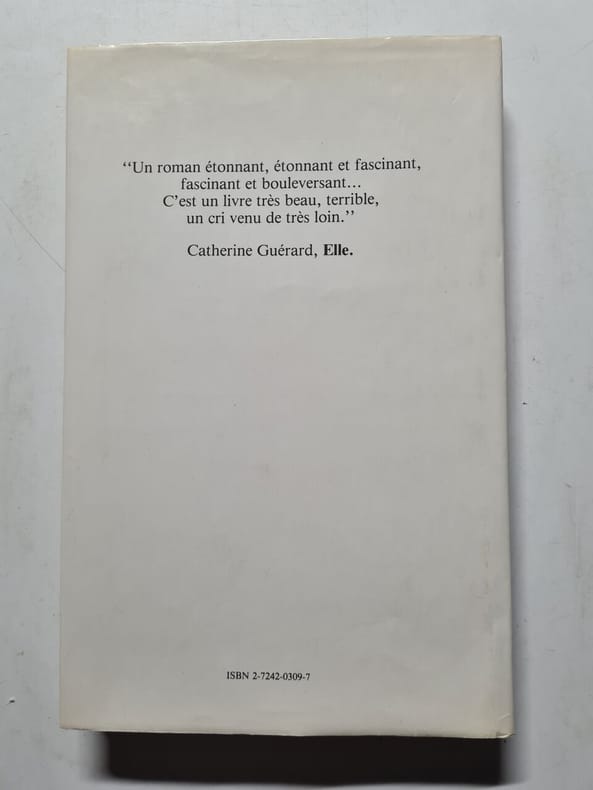 “Un roman étonnant, étonnant et fascinant,
fascinant et bouleversant...
C’est un livre très beau, terrible,
un cri venu de très loin.”
Catherine Guérard, Elle.
ISBN 2-7242-0309-7